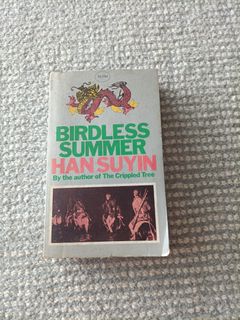 BIRDLESS
SUMMER
HAN SUYIN
By the author of The Crippled Tree